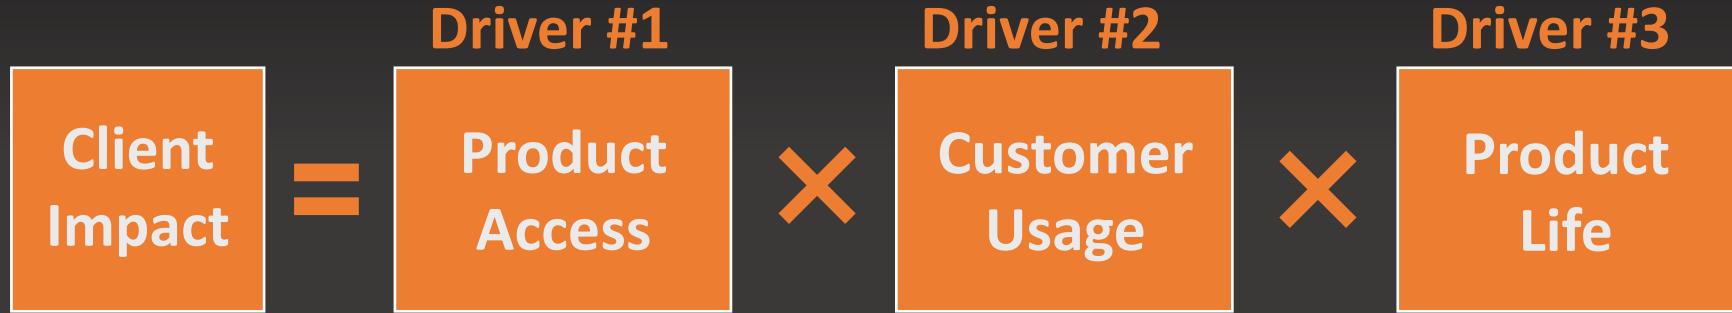 Driver #1
Driver #2
Driver #3
Client
Impact
=
Product
Access
×
Customer
Usage
×
Product
Life